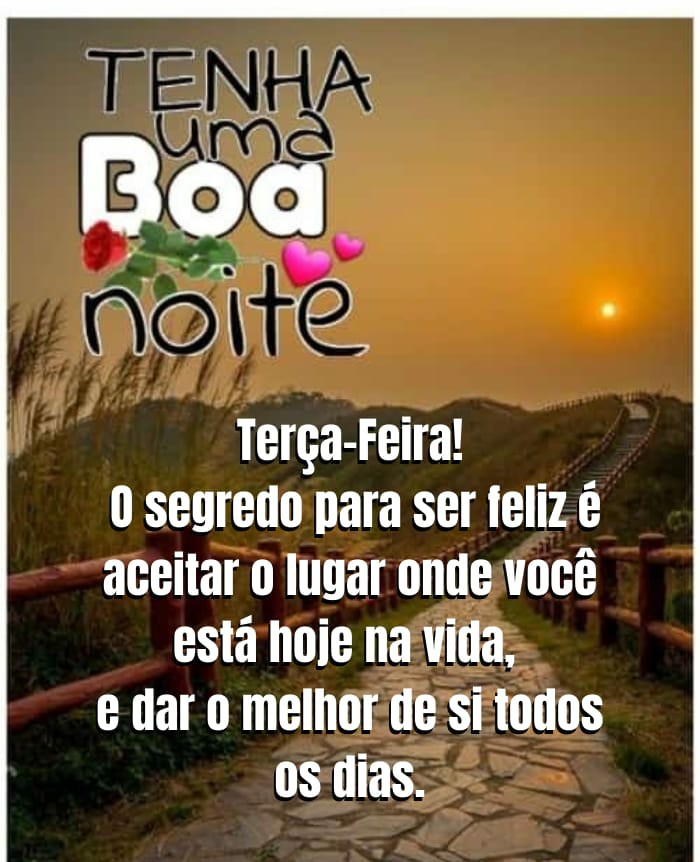 TENHA
uma
Boa
noite
Terça-Feira!
O segredo para ser feliz é
aceitar o lugar onde você
está hoje na vida,
e dar o melhor de si todos
os dias.